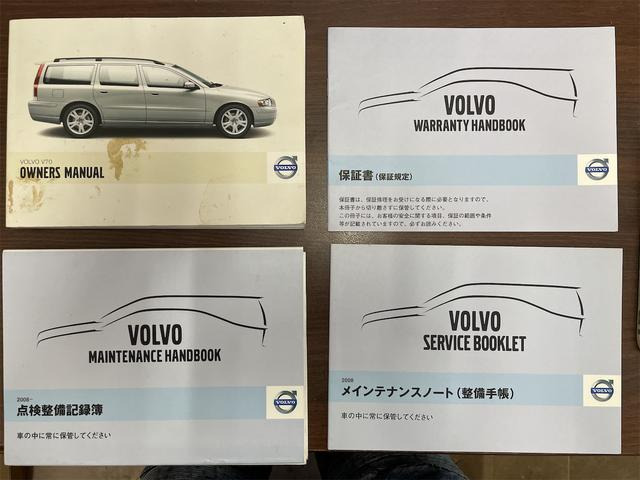 VOLVO V70
OWNERS MANUAL
VOLVO
VOLVO
WARRANTY HANDBOOK
保証書(保証規定)
VOLVO
保証書は、保証修理をお受けになる際に必要となりますので、
本冊子から切り離さずに保管してください。
この冊子には、お客様の安全に関する項目、保証の範囲や条件
等が記載されていますので、必ずお読みください。
VOLVO
MAINTENANCE HANDBOOK
2008-
点検整備記録簿
VOLVO
車の中に常に保管してください
VOLVO
SERVICE BOOKLET
2008
メインテナンスノート(整備手帳)
VOLVO
車の中に常に保管してください